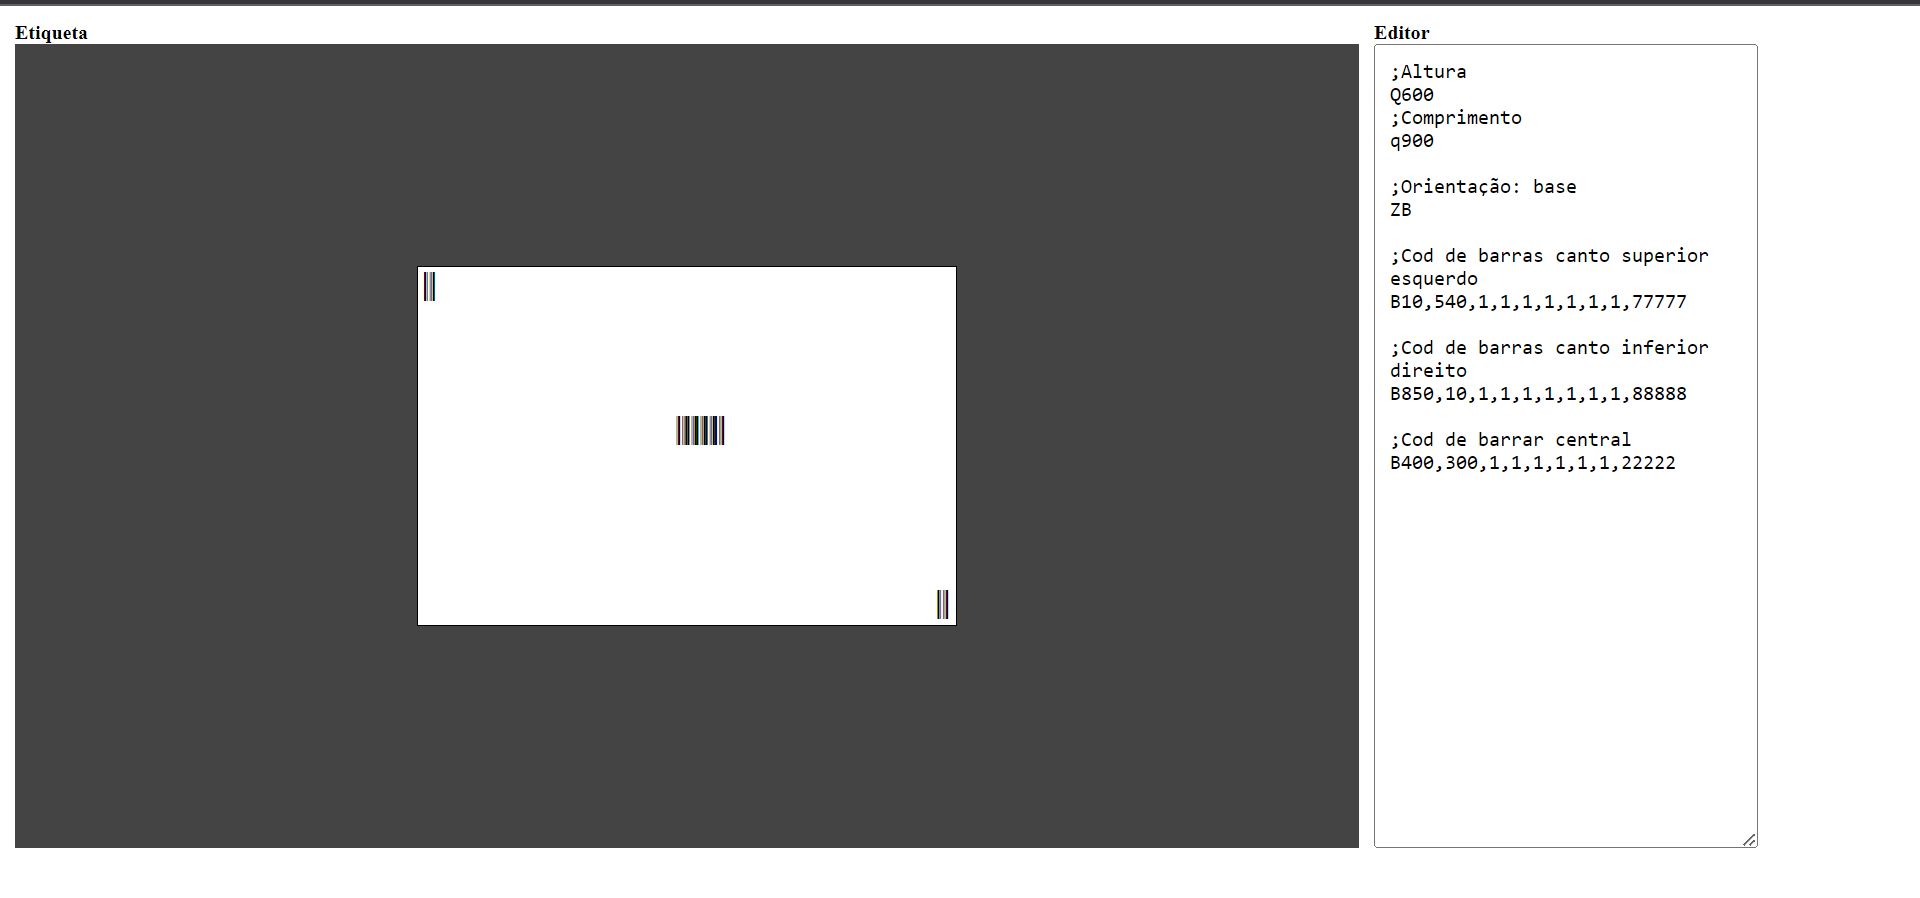 Etiqueta
Editor
;Altura
Q600
;Comprimento
q900
;Orientação: base
ZB
;Cod de barras canto superior
esquerdo
B10,540,1,1,1,1,1,1,1,77777
;Cod de barras canto inferior
direito
B850,10,1,1,1,1,1,1,1,88888
;Cod de barrar central
B400,300,1,1,1,1,1,1,22222